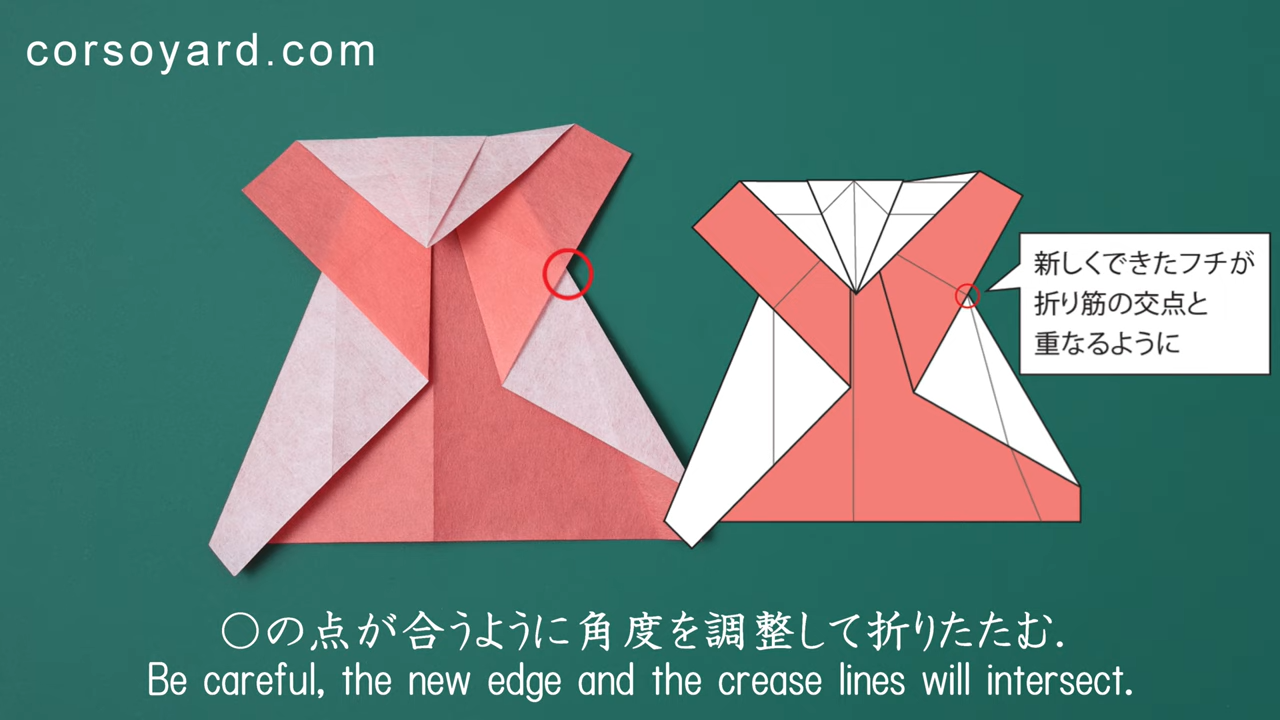 corsoyard.com
新しくできたフチが
折り筋の交点と
重なるように
○の点が合うように角度を調整して折りたたむ.
Be careful, the new edge and the crease lines will intersect.